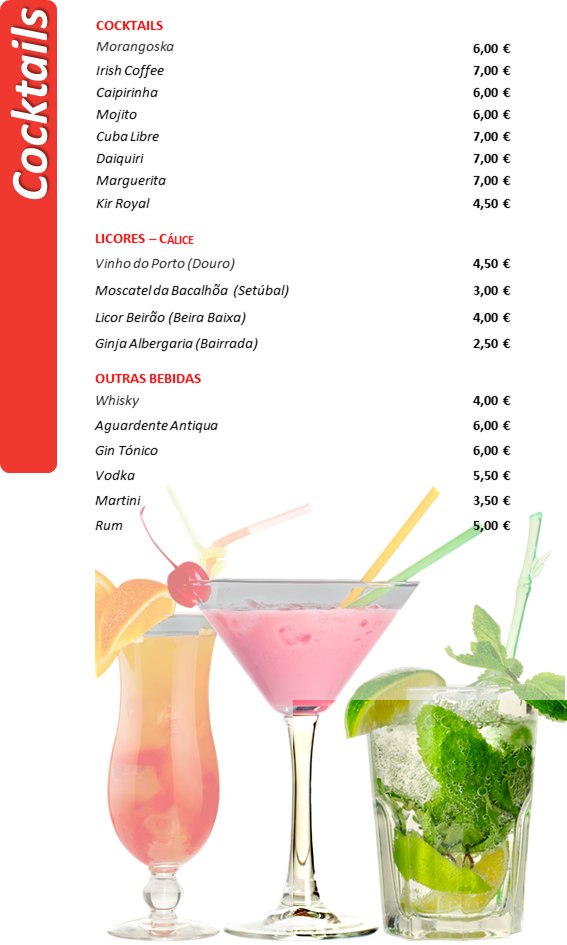 Cocktails
COCKTAILS
Morangoska 6,00 €
Irish Coffee 7,00 €
Caipirinha 6,00 €
Mojito 6,00 €
Cuba Libre 7,00 €
Daiquiri 7,00 €
Marguerita 7,00 €
Kir Royal 4,50 €
LICORES – CÁLICE
Vinho do Porto (Douro) 4,50 €
Moscatel da Bacalhõa (Setúbal) 3,00 €
Licor Beirão (Beira Baixa) 4,00 €
Ginja Albergaria (Bairrada) 2,50 €
OUTRAS BEBIDAS
Whisky 4,00 €
Aguardente Antiqua 6,00 €
Gin Tónico 6,00 €
Vodka 5,50 €
Martini 3,50 €
Rum 5,00 €